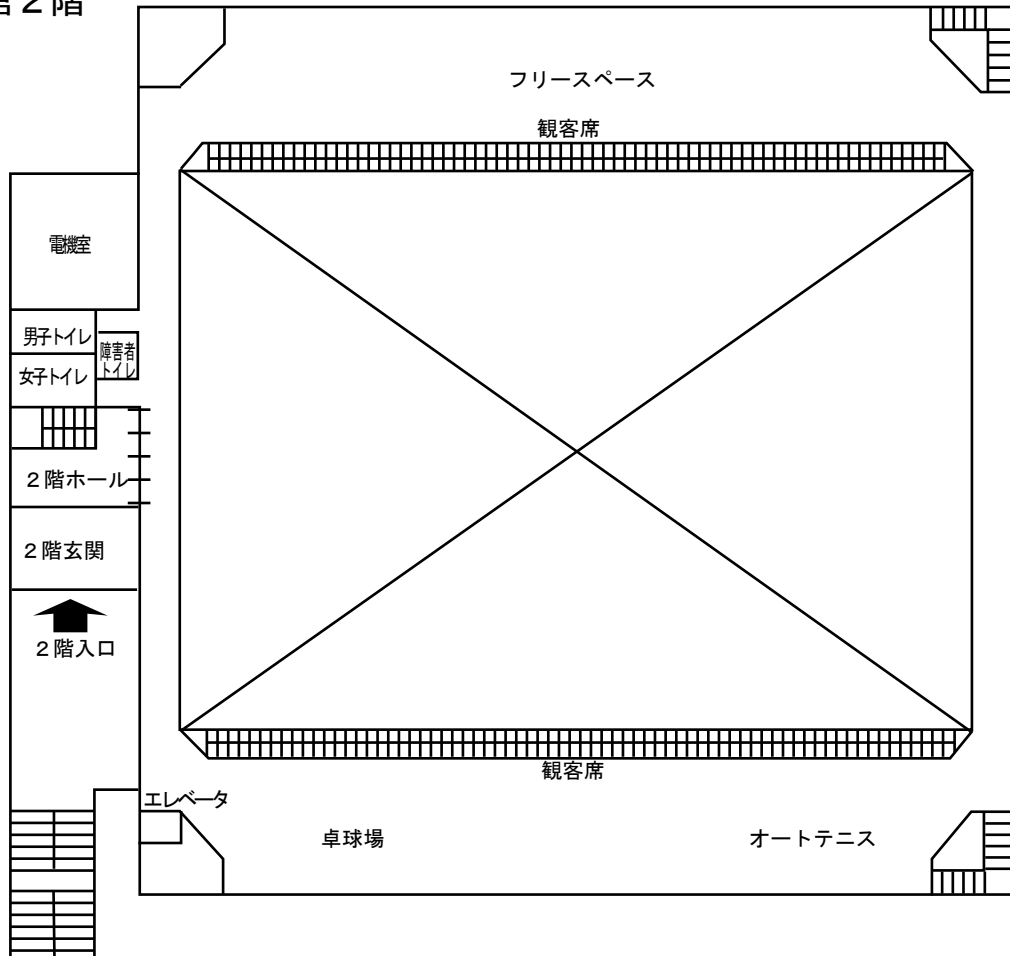 ２階
フリースペース
観客席
電機室
男子トイレ
障害者
トイレ
女子トイレ
２階ホール
２階玄関
２階入口
観客席
エレベータ
卓球場
オートテニス